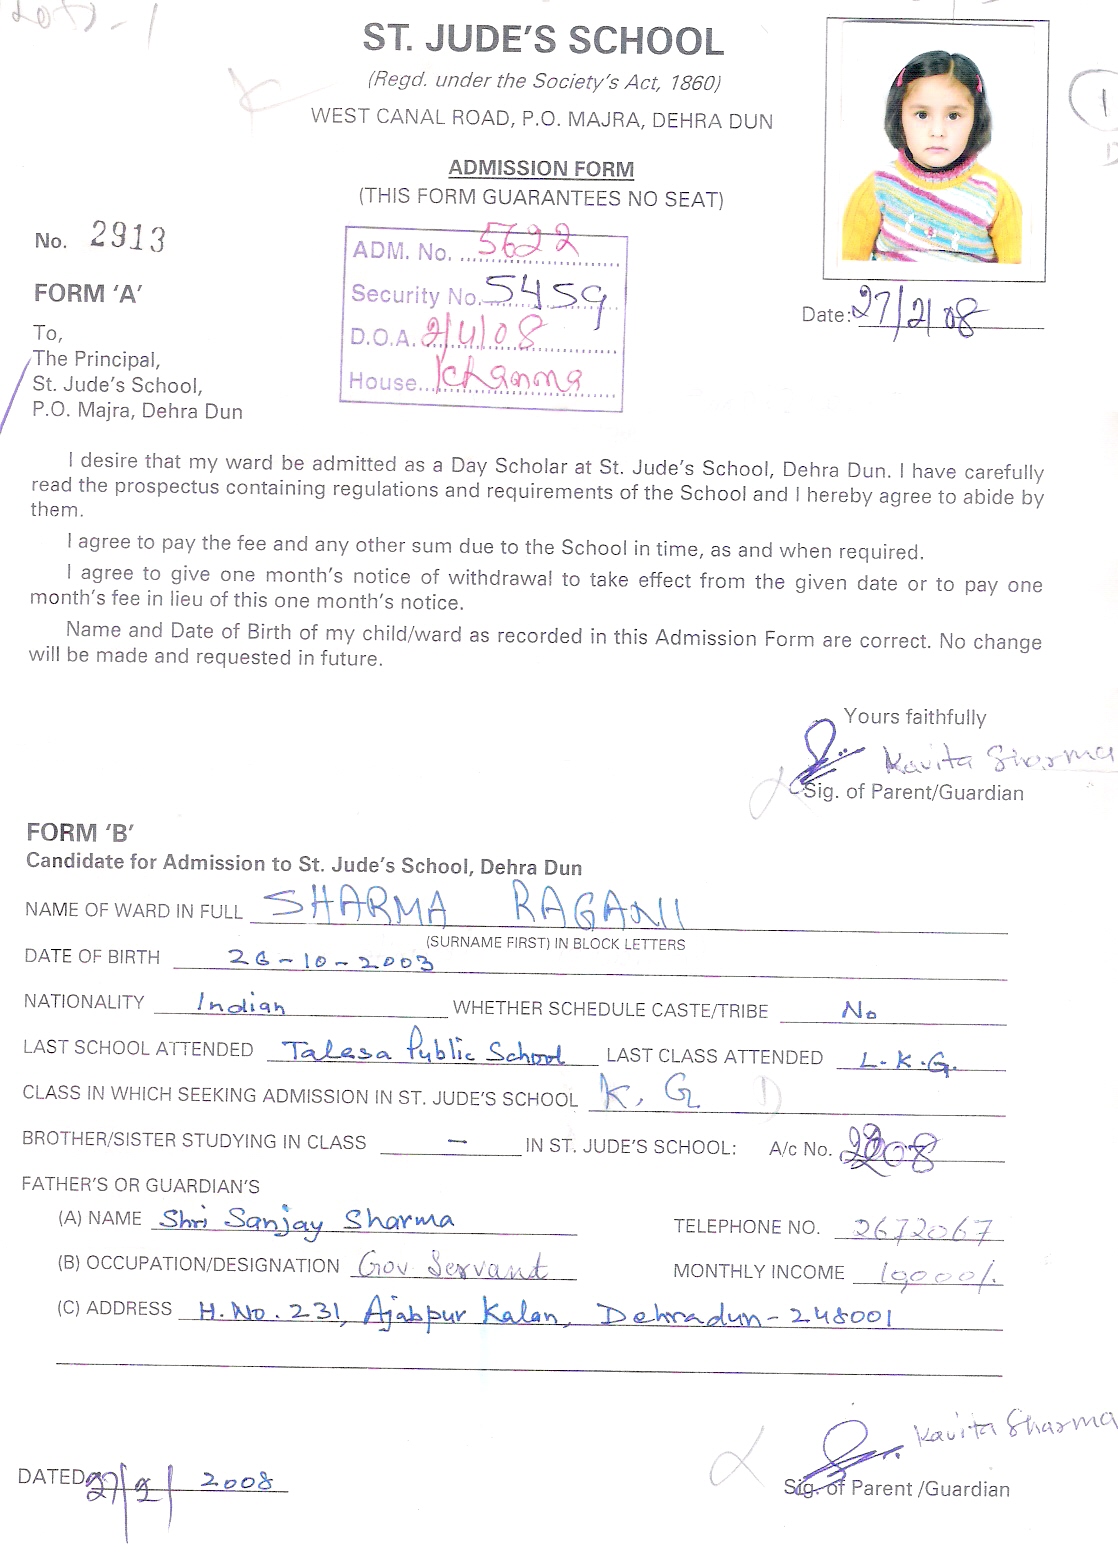 ST. JUDE'S SCHOOL
(Regd. under the Society's Act, 1860)
WEST CANAL ROAD, P.O. MAJRA, DEHRA DUN
ADMISSION FORM
(THIS FORM GUARANTEES NO SEAT)
No. 2913
ADM. No. 5622
Security No. 5459
D.O.A. 2/4/08
House... Khanna
Date: 27/2/08
FORM 'A'
To,
The Principal,
St. Jude's School,
P.O. Majra, Dehra Dun
I desire that my ward be admitted as a Day Scholar at St. Jude's School, Dehra Dun. I have carefully
read the prospectus containing regulations and requirements of the School and I hereby agree to abide by
them.
I agree to pay the fee and any other sum due to the School in time, as and when required.
I agree to give one month's notice of withdrawal to take effect from the given date or to pay one
month's fee in lieu of this one month's notice.
Name and Date of Birth of my child/ward as recorded in this Admission Form are correct. No change
will be made and requested in future.
Yours faithfully
Kavita Sharma
Sig. of Parent/Guardian
FORM 'B'
Candidate for Admission to St. Jude's School, Dehra Dun
NAME OF WARD IN FULL SHARMA RAGANI
(SURNAME FIRST) IN BLOCK LETTERS
DATE OF BIRTH 26-10-2003
NATIONALITY Indian WHETHER SCHEDULE CASTE/TRIBE No
LAST SCHOOL ATTENDED Talesa Public School LAST CLASS ATTENDED L.K.G.
CLASS IN WHICH SEEKING ADMISSION IN ST. JUDE'S SCHOOL K.G D
BROTHER/SISTER STUDYING IN CLASS — IN ST. JUDE'S SCHOOL: A/c No.
FATHER'S OR GUARDIAN'S
(A) NAME Shri Sanjay Sharma TELEPHONE NO. 2672067
(B) OCCUPATION/DESIGNATION Gov Servant MONTHLY INCOME 10,000/.
(C) ADDRESS H.No. 231, Ajabpur Kalan, Dehradun-248001
Kavita Sharma
DATED 27/2/ 2008
Sig. of Parent /Guardian